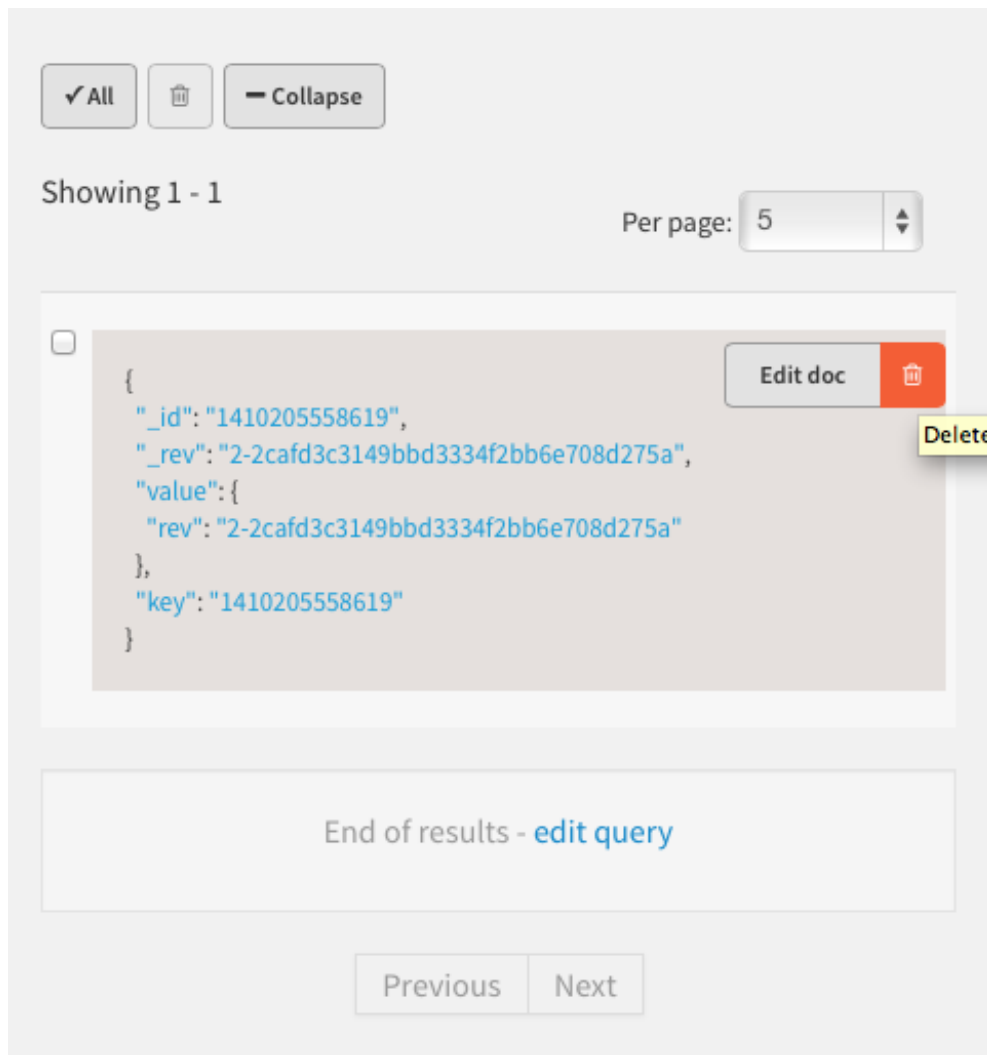 ✓ All
– Collapse
Showing 1 - 1
Per page: 5
Edit doc
Delete
{
"_id": "1410205558619",
"_rev": "2-2cafd3c3149bbd3334f2bb6e708d275a",
"value": {
"rev": "2-2cafd3c3149bbd3334f2bb6e708d275a"
},
"key": "1410205558619"
}
End of results - edit query
Previous Next